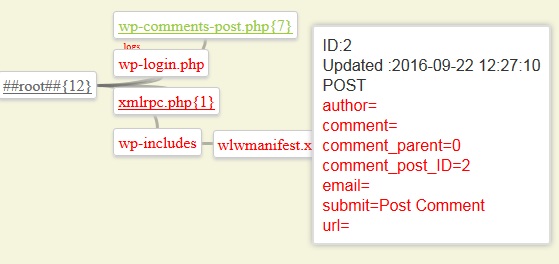 wp-comments-post.php{7}
logs
wp-login.php
##root##{12}
xmlrpc.php{1}
wp-includes
wlwmanifest.x
ID:2
Updated :2016-09-22 12:27:10
POST
author=
comment=
comment_parent=0
comment_post_ID=2
email=
submit=Post Comment
url=